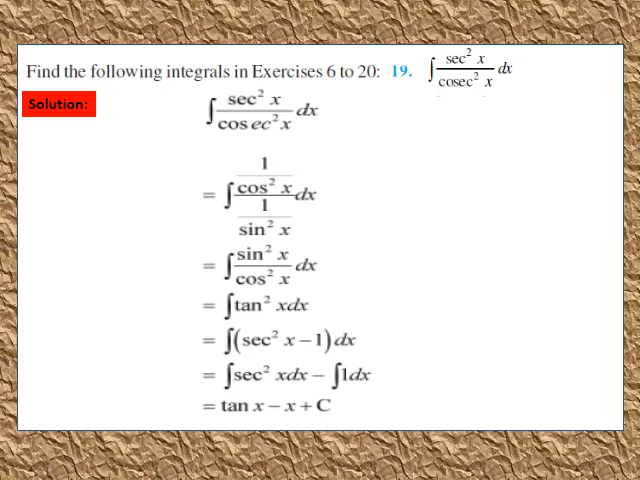 Find the following integrals in Exercises 6 to 20: 19. ∫ sec² x / cosec² x dx
Solution:
∫ sec² x / cos ec² x dx
= ∫ (1 / cos² x) / (1 / sin² x) dx
= ∫ sin² x / cos² x dx
= ∫tan² xdx
= ∫(sec² x – 1)dx
= ∫sec² xdx – ∫1dx
= tan x – x + C